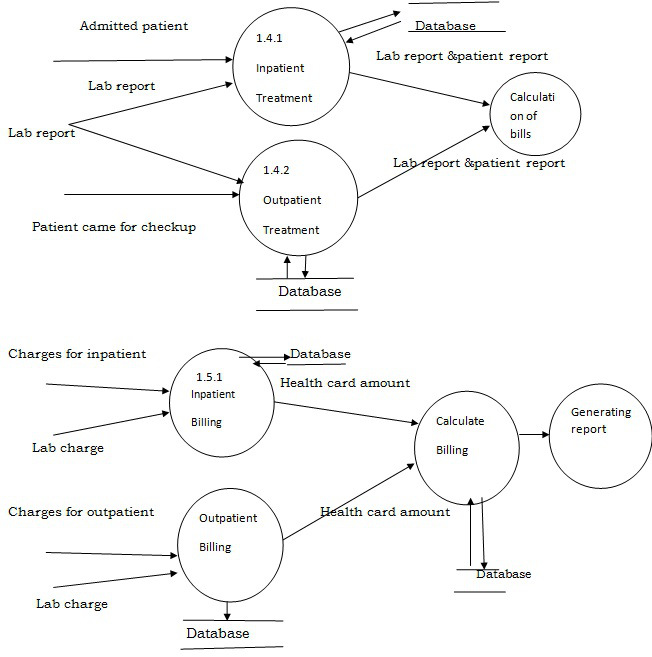 Admitted patient
1.4.1
Inpatient
Treatment
Database
Lab report &patient report
Lab report
Lab report
Calculati
on of
bills
1.4.2
Outpatient
Treatment
Lab report &patient report
Patient came for checkup
Database
Charges for inpatient
1.5.1
Inpatient
Billing
Database
Health card amount
Lab charge
Calculate
Billing
Generating
report
Charges for outpatient
Outpatient
Billing
Health card amount
Lab charge
Database
Database